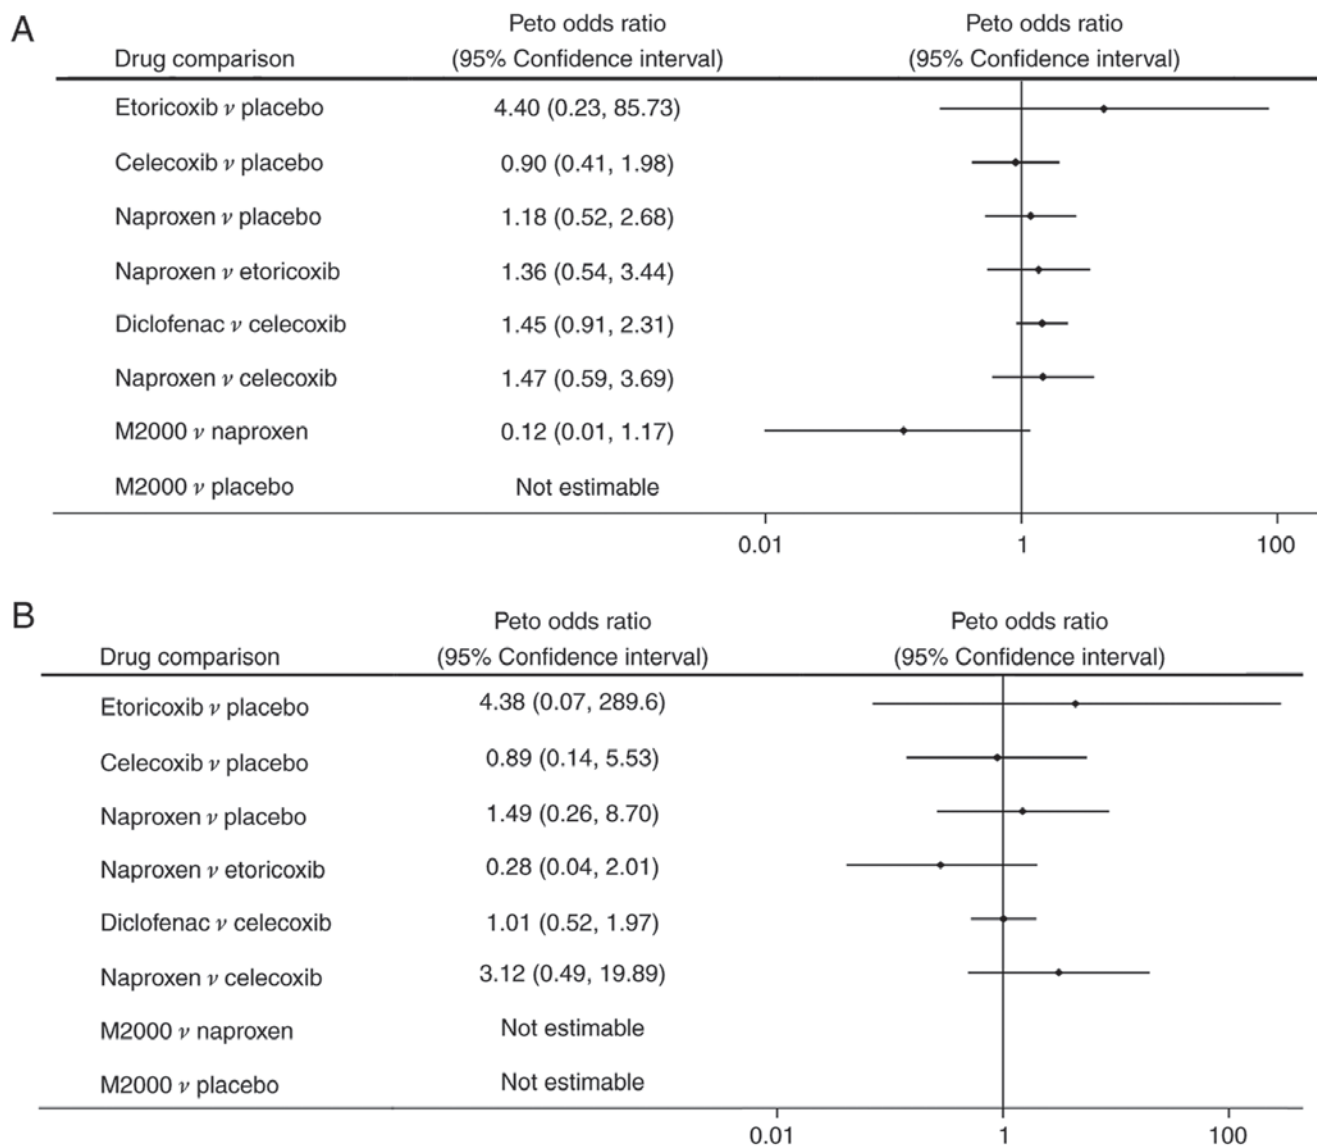 A
Peto odds ratio Peto odds ratio
Drug comparison (95% Confidence interval) (95% Confidence interval)
Etoricoxib ν placebo 4.40 (0.23, 85.73)
Celecoxib ν placebo 0.90 (0.41, 1.98)
Naproxen ν placebo 1.18 (0.52, 2.68)
Naproxen ν etoricoxib 1.36 (0.54, 3.44)
Diclofenac ν celecoxib 1.45 (0.91, 2.31)
Naproxen ν celecoxib 1.47 (0.59, 3.69)
M2000 ν naproxen 0.12 (0.01, 1.17)
M2000 ν placebo Not estimable
0.01 1 100
B
Peto odds ratio Peto odds ratio
Drug comparison (95% Confidence interval) (95% Confidence interval)
Etoricoxib ν placebo 4.38 (0.07, 289.6)
Celecoxib ν placebo 0.89 (0.14, 5.53)
Naproxen ν placebo 1.49 (0.26, 8.70)
Naproxen ν etoricoxib 0.28 (0.04, 2.01)
Diclofenac ν celecoxib 1.01 (0.52, 1.97)
Naproxen ν celecoxib 3.12 (0.49, 19.89)
M2000 ν naproxen Not estimable
M2000 ν placebo Not estimable
0.01 1 100